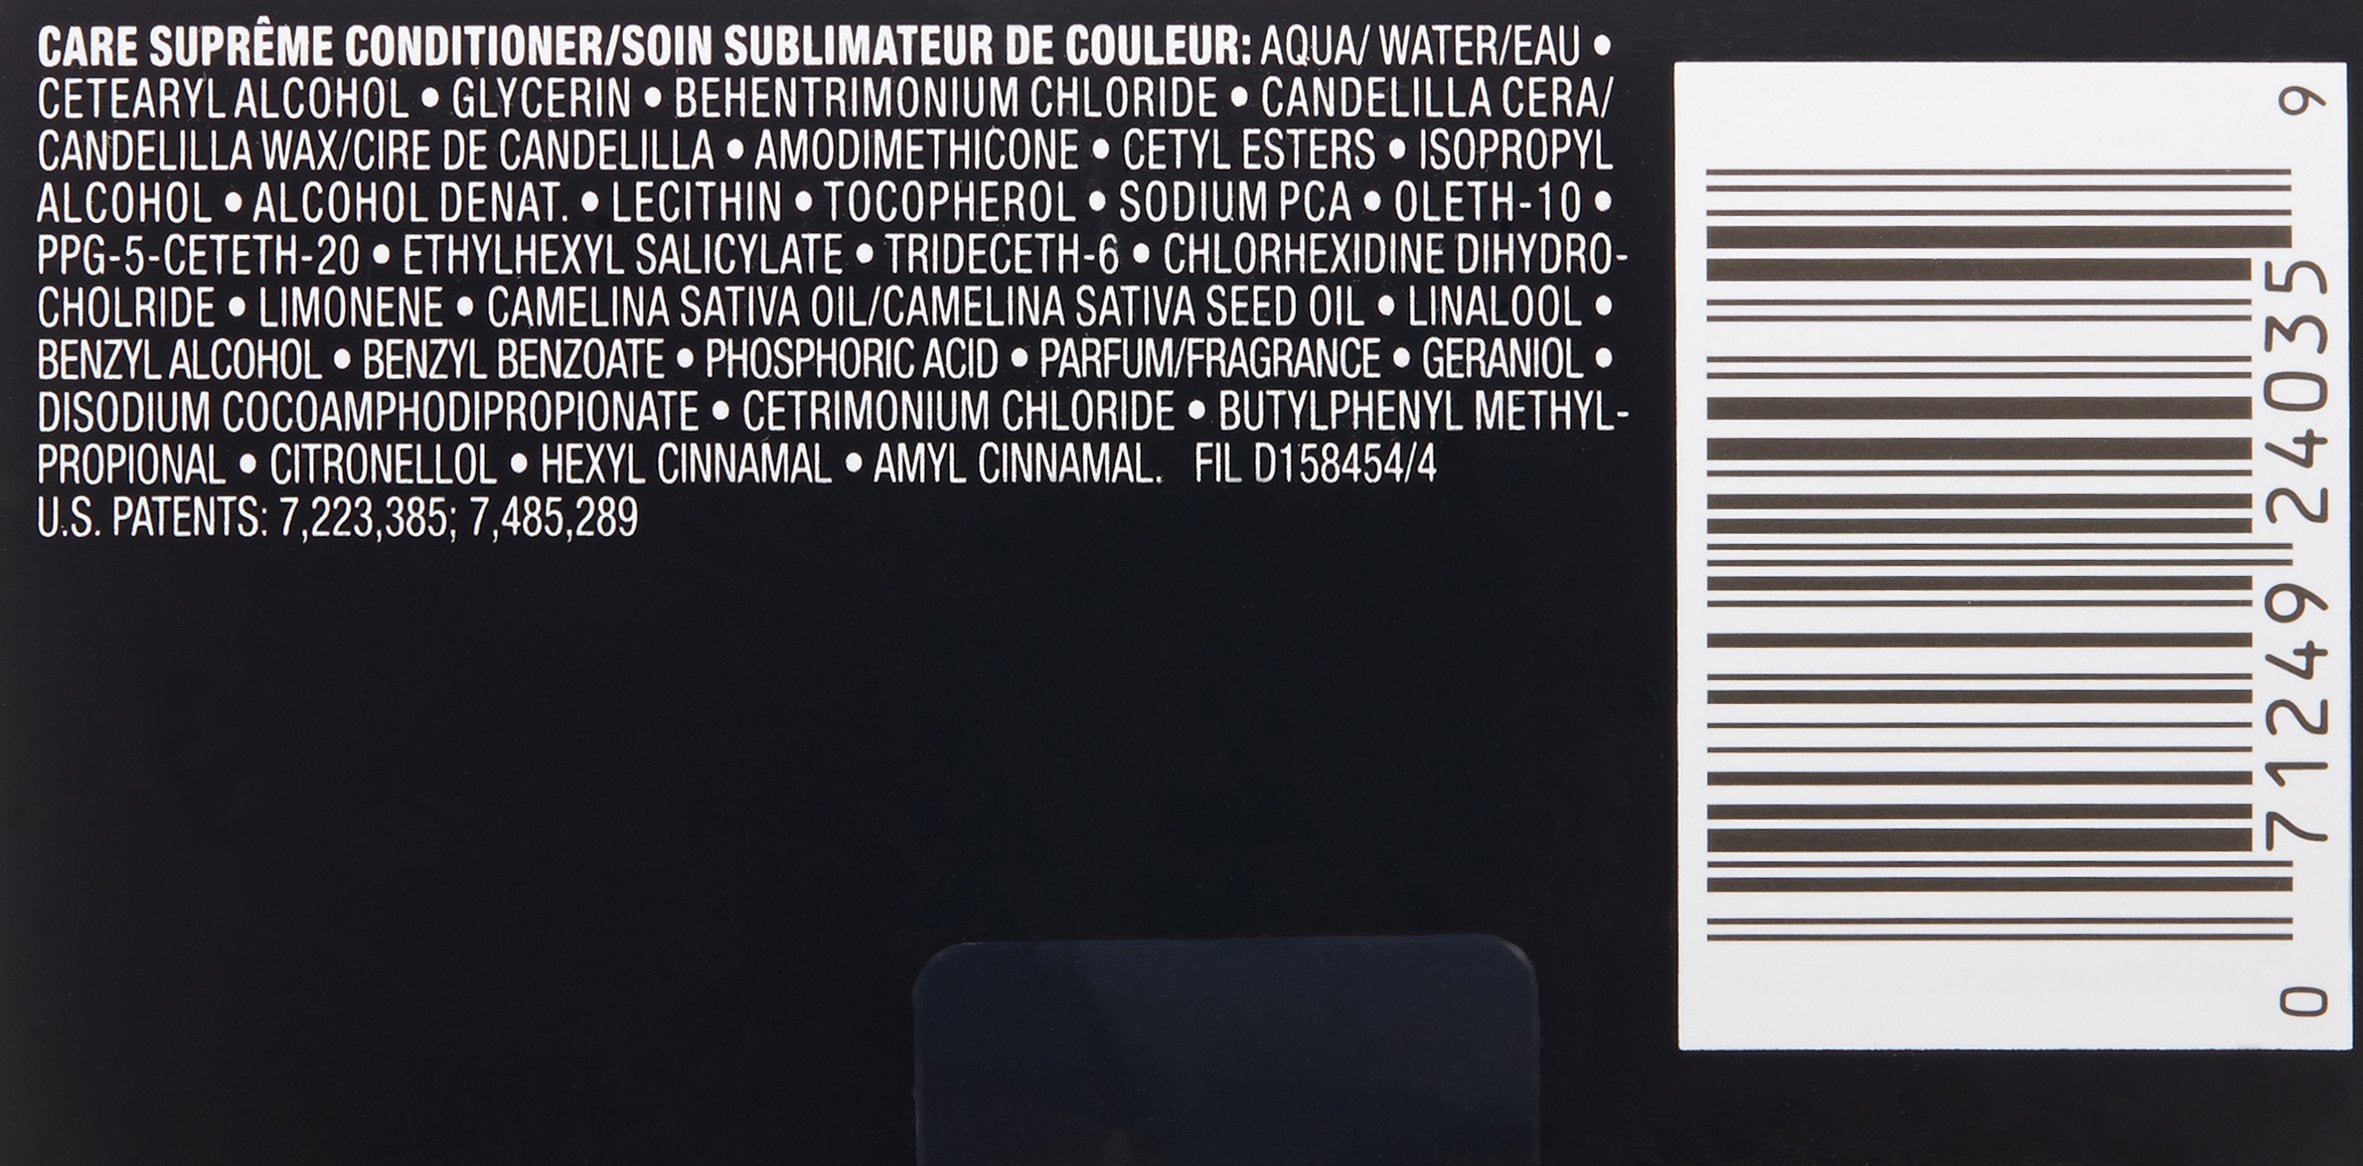 CARE SUPRÊME CONDITIONER/SOIN SUBLIMATEUR DE COULEUR: AQUA/ WATER/EAU •
CETEARYL ALCOHOL • GLYCERIN • BEHENTRIMONIUM CHLORIDE • CANDELILLA CERA/
CANDELILLA WAX/CIRE DE CANDELILLA • AMODIMETHICONE • CETYL ESTERS • ISOPROPYL
ALCOHOL • ALCOHOL DENAT. • LECITHIN • TOCOPHEROL • SODIUM PCA • OLETH-10 •
PPG-5-CETETH-20 • ETHYLHEXYL SALICYLATE • TRIDECETH-6 • CHLORHEXIDINE DIHYDRO-
CHOLRIDE • LIMONENE • CAMELINA SATIVA OIL/CAMELINA SATIVA SEED OIL • LINALOOL •
BENZYL ALCOHOL • BENZYL BENZOATE • PHOSPHORIC ACID • PARFUM/FRAGRANCE • GERANIOL •
DISODIUM COCOAMPHODIPROPIONATE • CETRIMONIUM CHLORIDE • BUTYLPHENYL METHYL-
PROPIONAL • CITRONELLOL • HEXYL CINNAMAL • AMYL CINNAMAL. FIL D158454/4
U.S. PATENTS: 7,223,385; 7,485,289
0 71249 24035 9